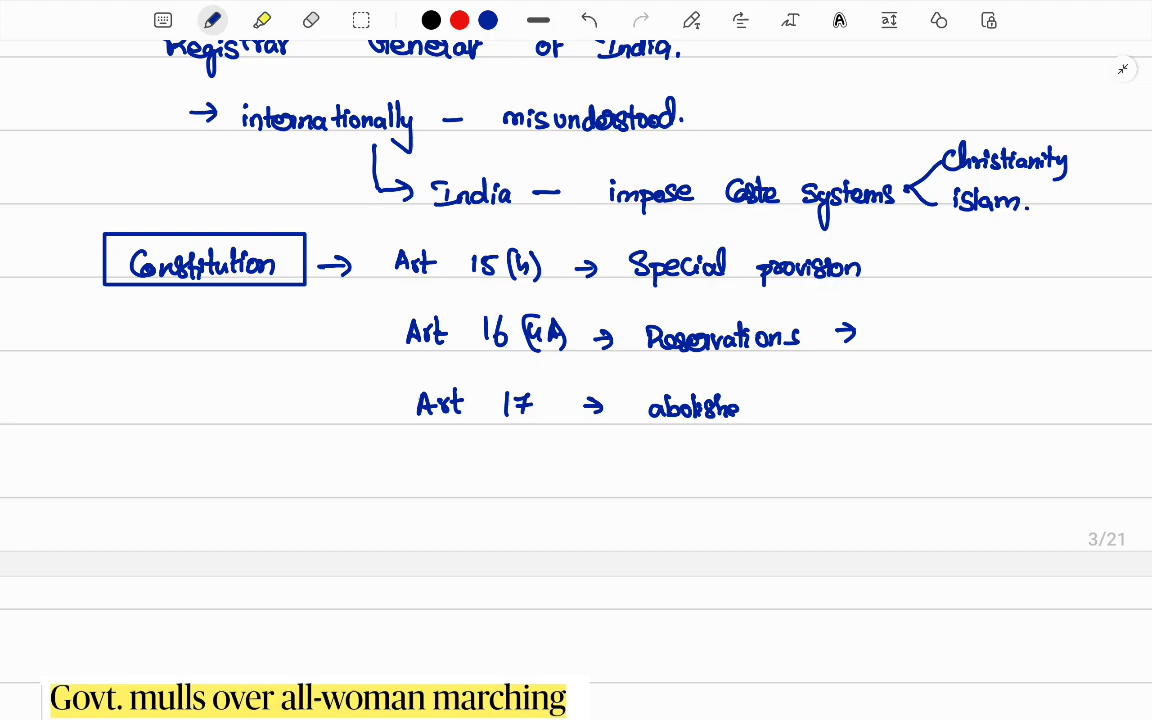 Registrar General of India.
→ internationally - misunderstood.
India - impose Caste Systems
Christianity
islam.
Constitution → Art 15(4) → Special provision
Art 16(4A) → Reservations →
Art 17 → abolishe
3/21
Govt. mulls over all-woman marching